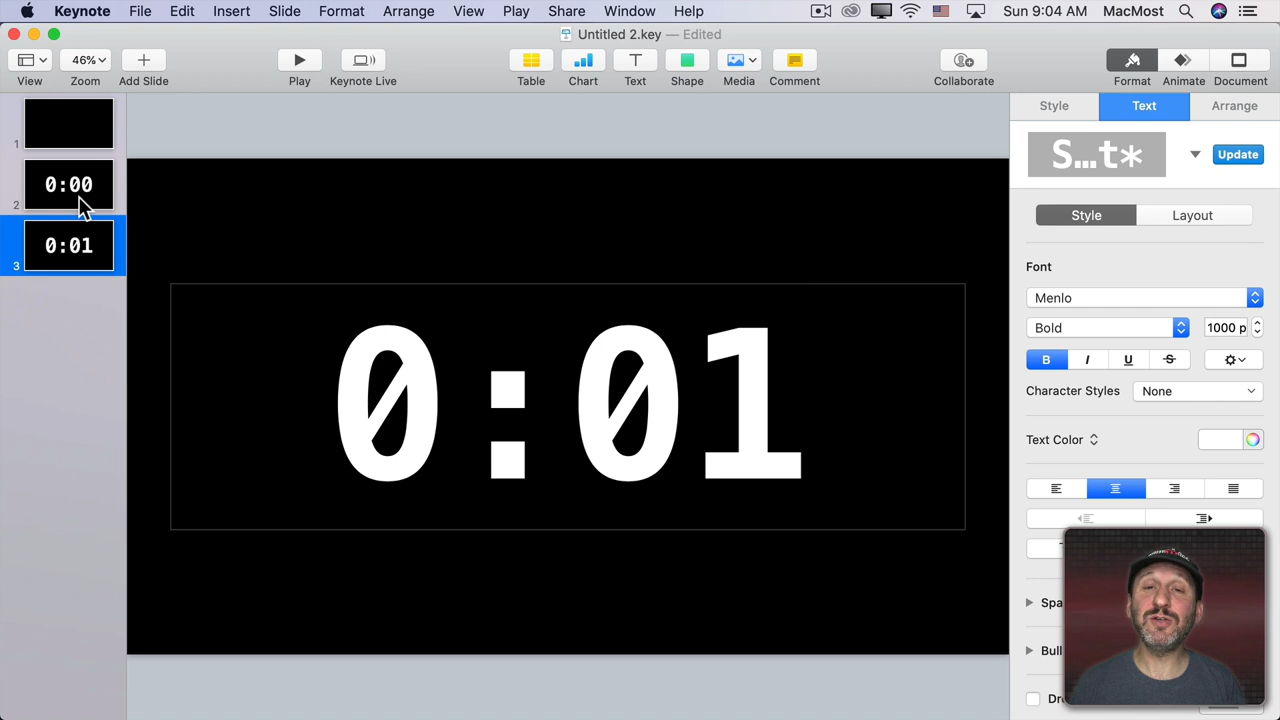 Keynote File Edit Insert Slide Format Arrange View Play Share Window Help Sun 9:04 AM MacMost
Untitled 2.key — Edited
46%
View Zoom Add Slide Play Keynote Live Table Chart Text Shape Media Comment Collaborate Format Animate Document
Style Text Arrange
1
S...t* Update
0:00
2
Style Layout
0:01
3
Font
Menlo
Bold 1000 p
B I U S
Character Styles None
0:01
Text Color
Spa
Bull